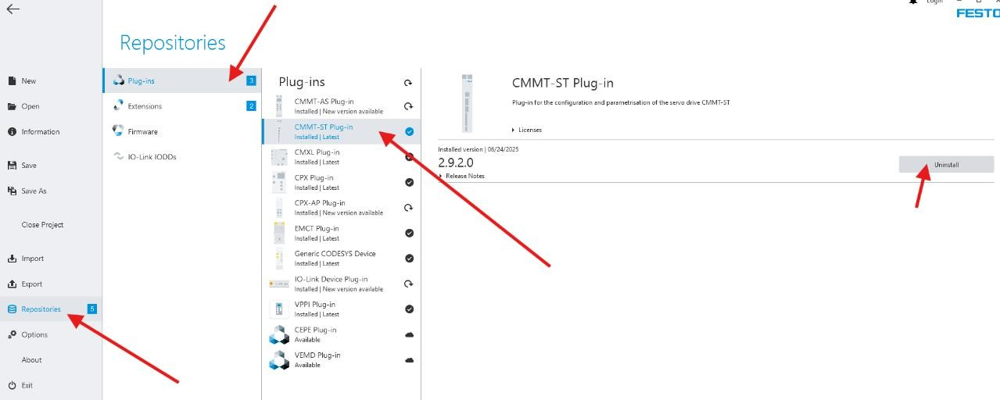 Login
FESTO
Repositories
New
Open
Information
Save
Save As
Close Project
Import
Export
Repositories 5
Options
About
Exit
Plug-ins 3
Extensions 2
Firmware
IO-Link IODDs
Plug-ins
CMMT-AS Plug-in
Installed | New version available
CMMT-ST Plug-in
Installed | Latest
CMXL Plug-in
Installed | Latest
CPX Plug-in
Installed | Latest
CPX-AP Plug-in
Installed | New version available
EMCT Plug-in
Installed | Latest
Generic CODESYS Device
Installed | Latest
IO-Link Device Plug-in
Installed | New version available
VPPI Plug-in
Installed | Latest
CEPE Plug-in
Available
VEMD Plug-in
Available
CMMT-ST Plug-in
Plug-in for the configuration and parametrisation of the servo drive CMMT-ST
Licenses
Installed version | 06/24/2025
2.9.2.0
Release Notes
Uninstall